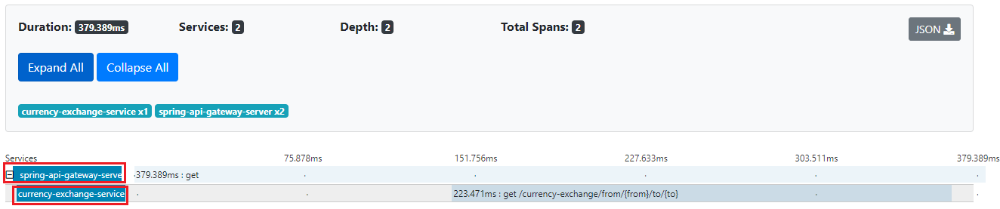 Duration: 379.389ms Services: 2 Depth: 2 Total Spans: 2 JSON
Expand All Collapse All
currency-exchange-service x1 spring-api-gateway-server x2
Services 75.878ms 151.756ms 227.633ms 303.511ms 379.389ms
spring-api-gateway-serve 379.389ms : get
currency-exchange-service 223.471ms : get /currency-exchange/from/{from}/to/{to}